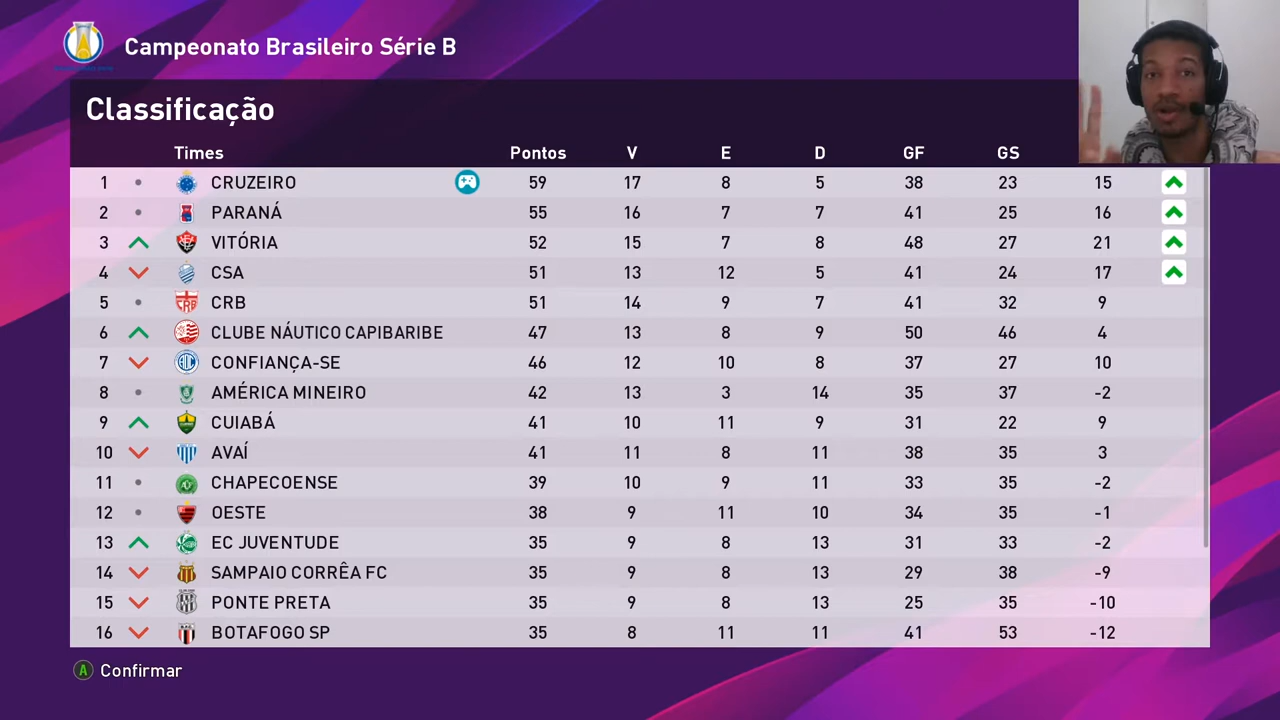 Campeonato Brasileiro Série B
Classificação
Times Pontos V E D GF GS
1 CRUZEIRO 59 17 8 5 38 23 15
2 PARANÁ 55 16 7 7 41 25 16
3 VITÓRIA 52 15 7 8 48 27 21
4 CSA 51 13 12 5 41 24 17
5 CRB 51 14 9 7 41 32 9
6 CLUBE NÁUTICO CAPIBARIBE 47 13 8 9 50 46 4
7 CONFIANÇA-SE 46 12 10 8 37 27 10
8 AMÉRICA MINEIRO 42 13 3 14 35 37 -2
9 CUIABÁ 41 10 11 9 31 22 9
10 AVAÍ 41 11 8 11 38 35 3
11 CHAPECOENSE 39 10 9 11 33 35 -2
12 OESTE 38 9 11 10 34 35 -1
13 EC JUVENTUDE 35 9 8 13 31 33 -2
14 SAMPAIO CORRÊA FC 35 9 8 13 29 38 -9
15 PONTE PRETA 35 9 8 13 25 35 -10
16 BOTAFOGO SP 35 8 11 11 41 53 -12
A Confirmar